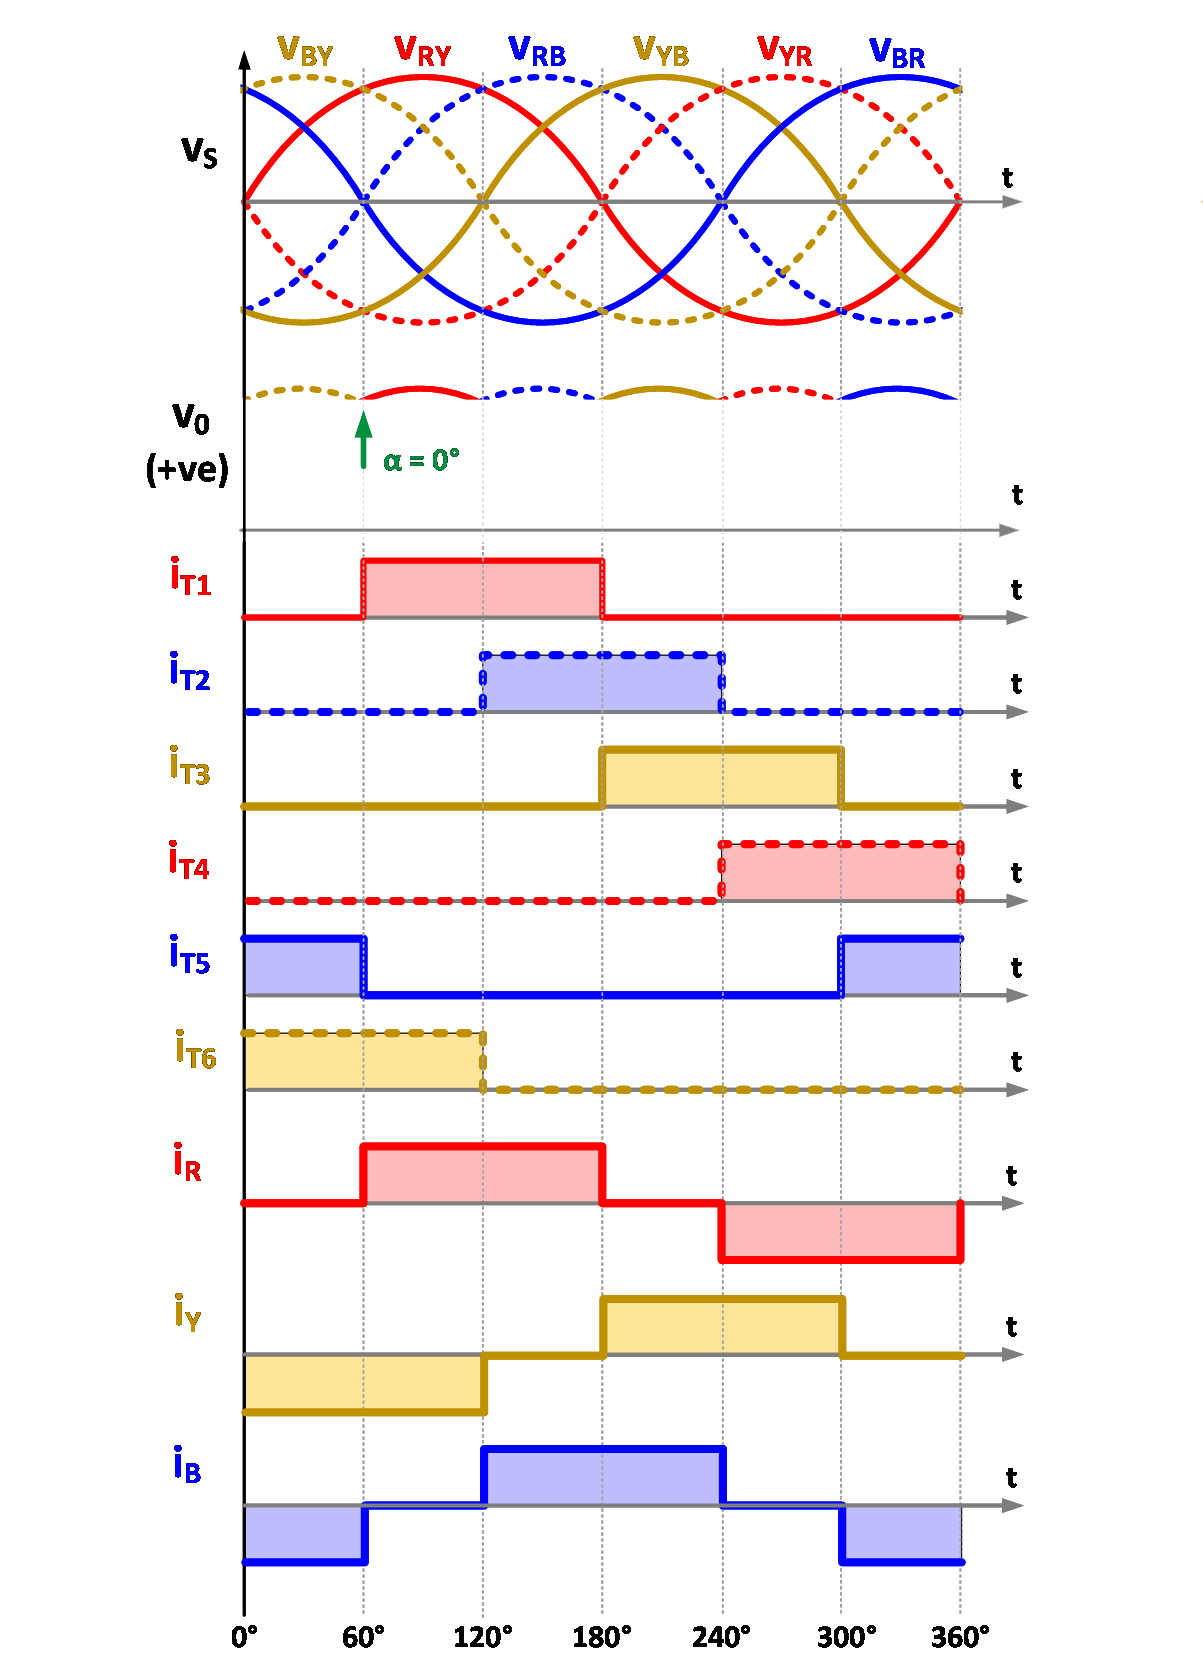 vBY vRY vRB vYB vYR vBR
vS
t
v0
(+ve)
α = 0°
t
iT1
t
iT2
t
iT3
t
iT4
t
iT5
t
iT6
t
iR
t
iY
t
iB
t
0° 60° 120° 180° 240° 300° 360°